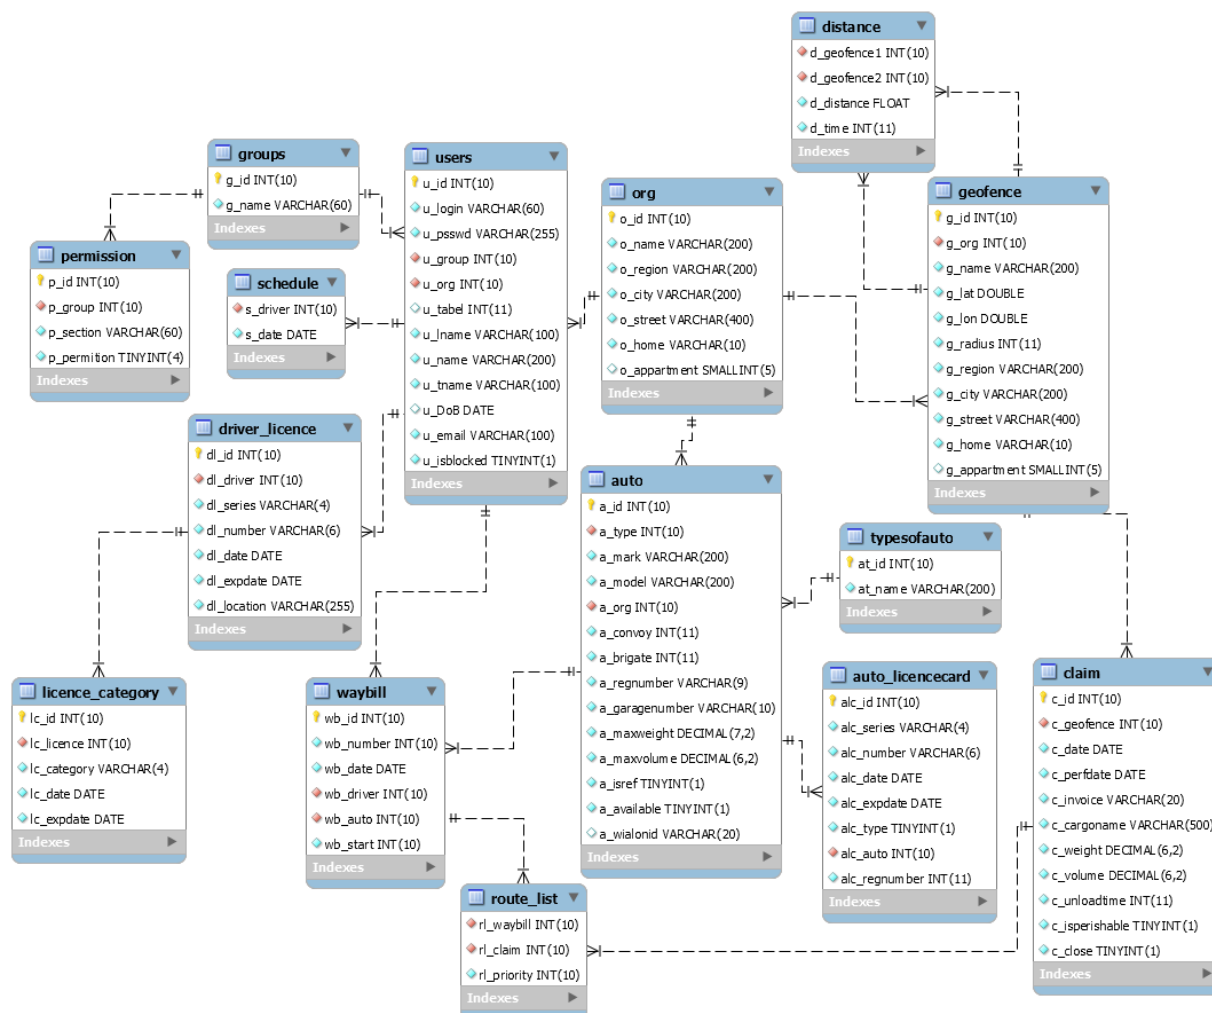 distance
d_geofence1 INT(10)
d_geofence2 INT(10)
d_distance FLOAT
d_time INT(11)
Indexes
groups
g_id INT(10)
g_name VARCHAR(60)
Indexes
users
u_id INT(10)
u_login VARCHAR(60)
u_psswd VARCHAR(255)
u_group INT(10)
u_org INT(10)
u_tabel INT(11)
u_lname VARCHAR(100)
u_name VARCHAR(200)
u_tname VARCHAR(100)
u_DoB DATE
u_email VARCHAR(100)
u_isblocked TINYINT(1)
Indexes
org
o_id INT(10)
o_name VARCHAR(200)
o_region VARCHAR(200)
o_city VARCHAR(200)
o_street VARCHAR(400)
o_home VARCHAR(10)
o_appartment SMALLINT(5)
Indexes
geofence
g_id INT(10)
g_org INT(10)
g_name VARCHAR(200)
g_lat DOUBLE
g_lon DOUBLE
g_radius INT(11)
g_region VARCHAR(200)
g_city VARCHAR(200)
g_street VARCHAR(400)
g_home VARCHAR(10)
g_appartment SMALLINT(5)
Indexes
permission
p_id INT(10)
p_group INT(10)
p_section VARCHAR(60)
p_permition TINYINT(4)
Indexes
schedule
s_driver INT(10)
s_date DATE
Indexes
driver_licence
dl_id INT(10)
dl_driver INT(10)
dl_series VARCHAR(4)
dl_number VARCHAR(6)
dl_date DATE
dl_expdate DATE
dl_location VARCHAR(255)
Indexes
auto
a_id INT(10)
a_type INT(10)
a_mark VARCHAR(200)
a_model VARCHAR(200)
a_org INT(10)
a_convoy INT(11)
a_brigate INT(11)
a_regnumber VARCHAR(9)
a_garagenumber VARCHAR(10)
a_maxweight DECIMAL(7,2)
a_maxvolume DECIMAL(6,2)
a_isref TINYINT(1)
a_available TINYINT(1)
a_wialonid VARCHAR(20)
Indexes
typesofauto
at_id INT(10)
at_name VARCHAR(200)
Indexes
licence_category
lc_id INT(10)
lc_licence INT(10)
lc_category VARCHAR(4)
lc_date DATE
lc_expdate DATE
Indexes
waybill
wb_id INT(10)
wb_number INT(10)
wb_date DATE
wb_driver INT(10)
wb_auto INT(10)
wb_start INT(10)
Indexes
auto_licencecard
alc_id INT(10)
alc_series VARCHAR(4)
alc_number VARCHAR(6)
alc_date DATE
alc_expdate DATE
alc_type TINYINT(1)
alc_auto INT(10)
alc_regnumber INT(11)
Indexes
claim
c_id INT(10)
c_geofence INT(10)
c_date DATE
c_perfdate DATE
c_invoice VARCHAR(20)
c_cargoname VARCHAR(500)
c_weight DECIMAL(6,2)
c_volume DECIMAL(6,2)
c_unloadtime INT(11)
c_isperishable TINYINT(1)
c_close TINYINT(1)
Indexes
route_list
rl_waybill INT(10)
rl_claim INT(10)
rl_priority INT(10)
Indexes